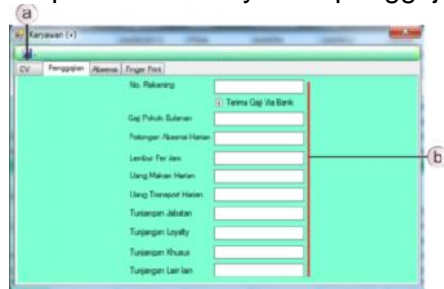 a
Karyawan [+]
CV Penggajian Absensi Finger Print
No. Rekening
Terima Gaji Via Bank
Gaji Pokok Bulanan
Potongan Absensi Harian
Lembur Per Jam
b
Uang Makan Harian
Uang Transport Harian
Tunjangan Jabatan
Tunjangan Loyalty
Tunjangan Khusus
Tunjangan Lain lain